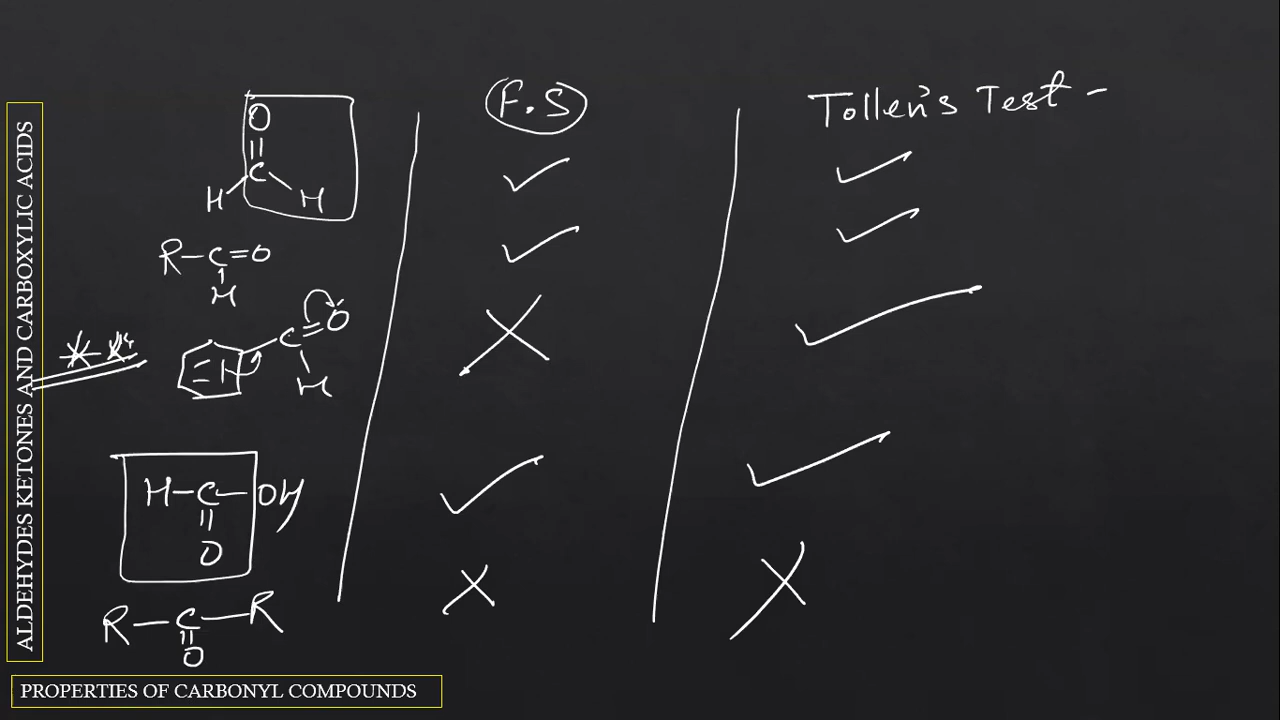 F.S
Tollen's Test -
O
C
H H
R-C=O
H
C=O
H
H-C-OH
O
R-C-R
O
ALDEHYDES KETONES AND CARBOXYLIC ACIDS
PROPERTIES OF CARBONYL COMPOUNDS